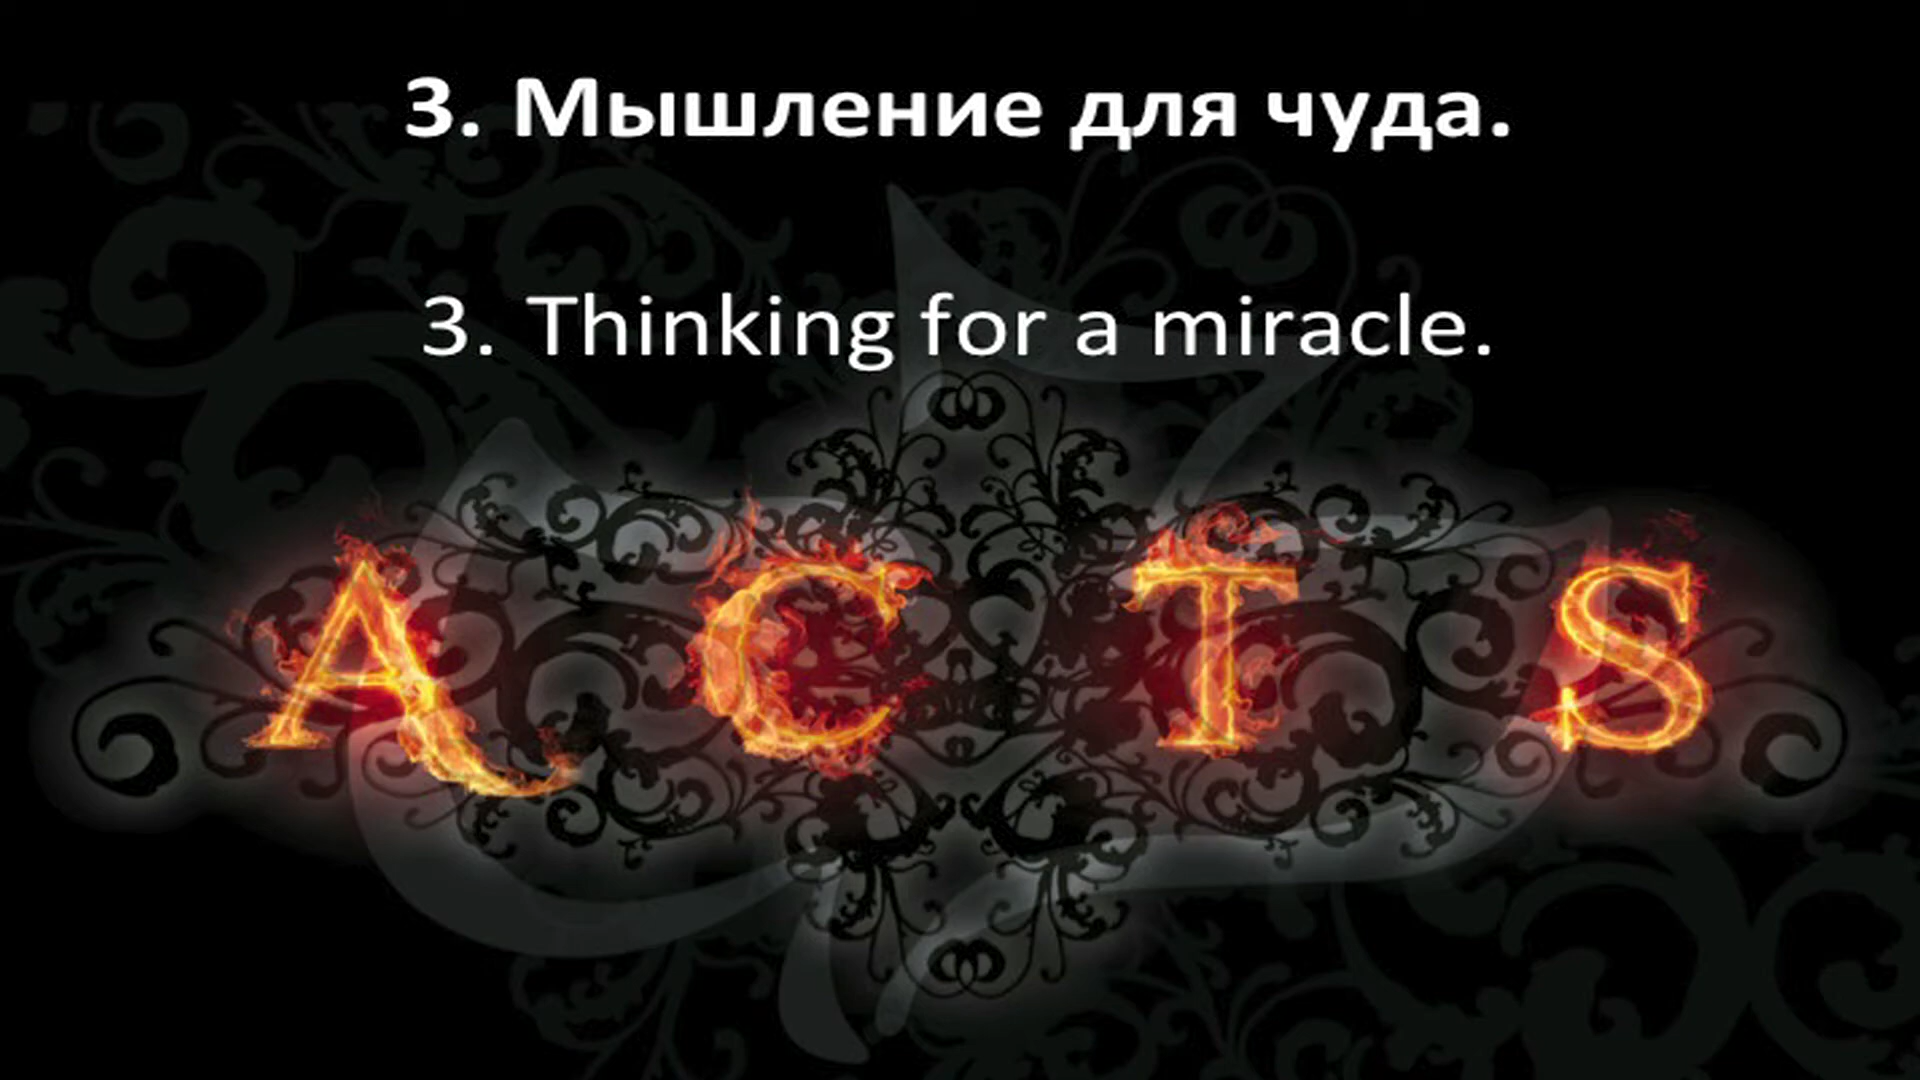 3. Мышление для чуда.
3. Thinking for a miracle.
ACTS